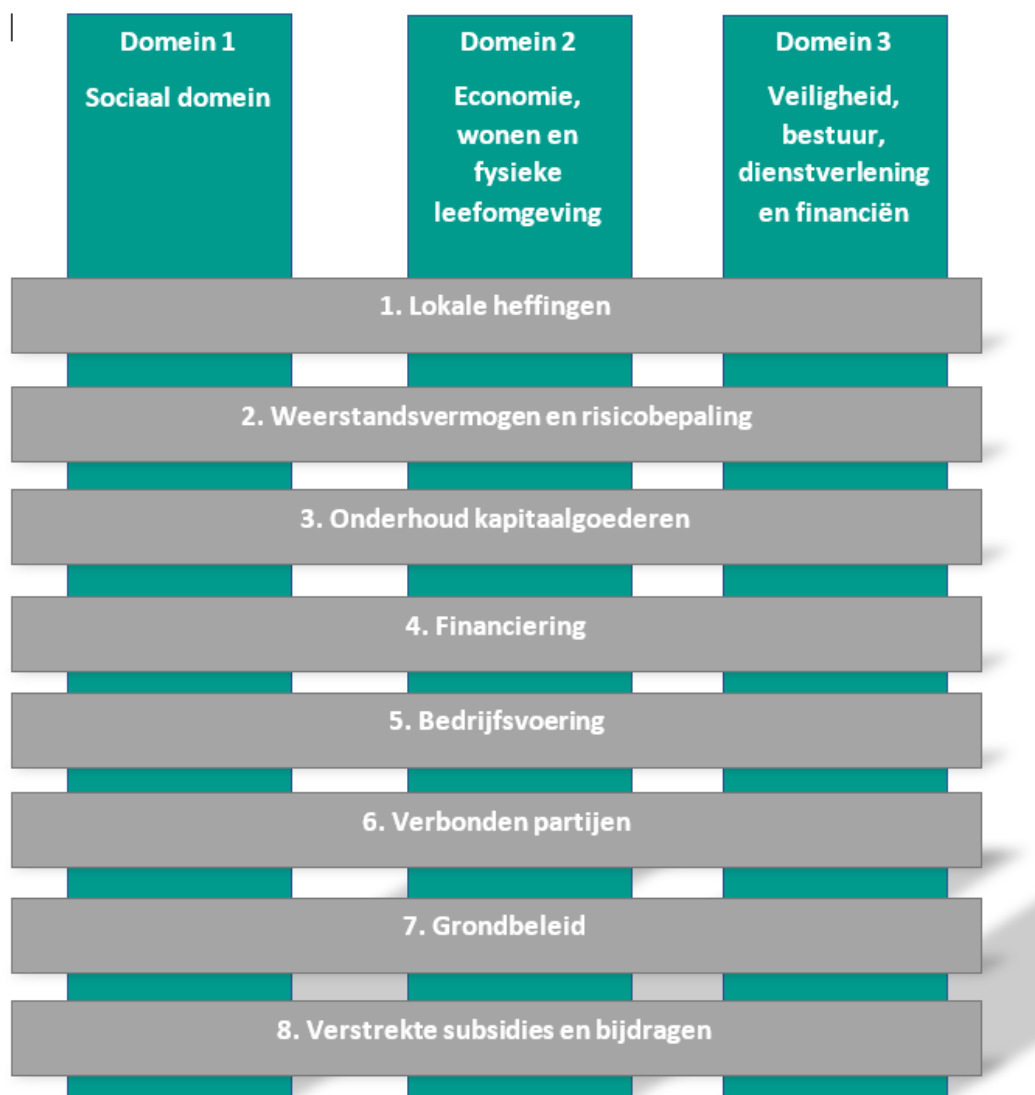 Domein 1
Sociaal domein
Domein 2
Economie,
wonen en
fysieke
leefomgeving
Domein 3
Veiligheid,
bestuur,
dienstverlening
en financiën
1. Lokale heffingen
2. Weerstandsvermogen en risicobepaling
3. Onderhoud kapitaalgoederen
4. Financiering
5. Bedrijfsvoering
6. Verbonden partijen
7. Grondbeleid
8. Verstrekte subsidies en bijdragen